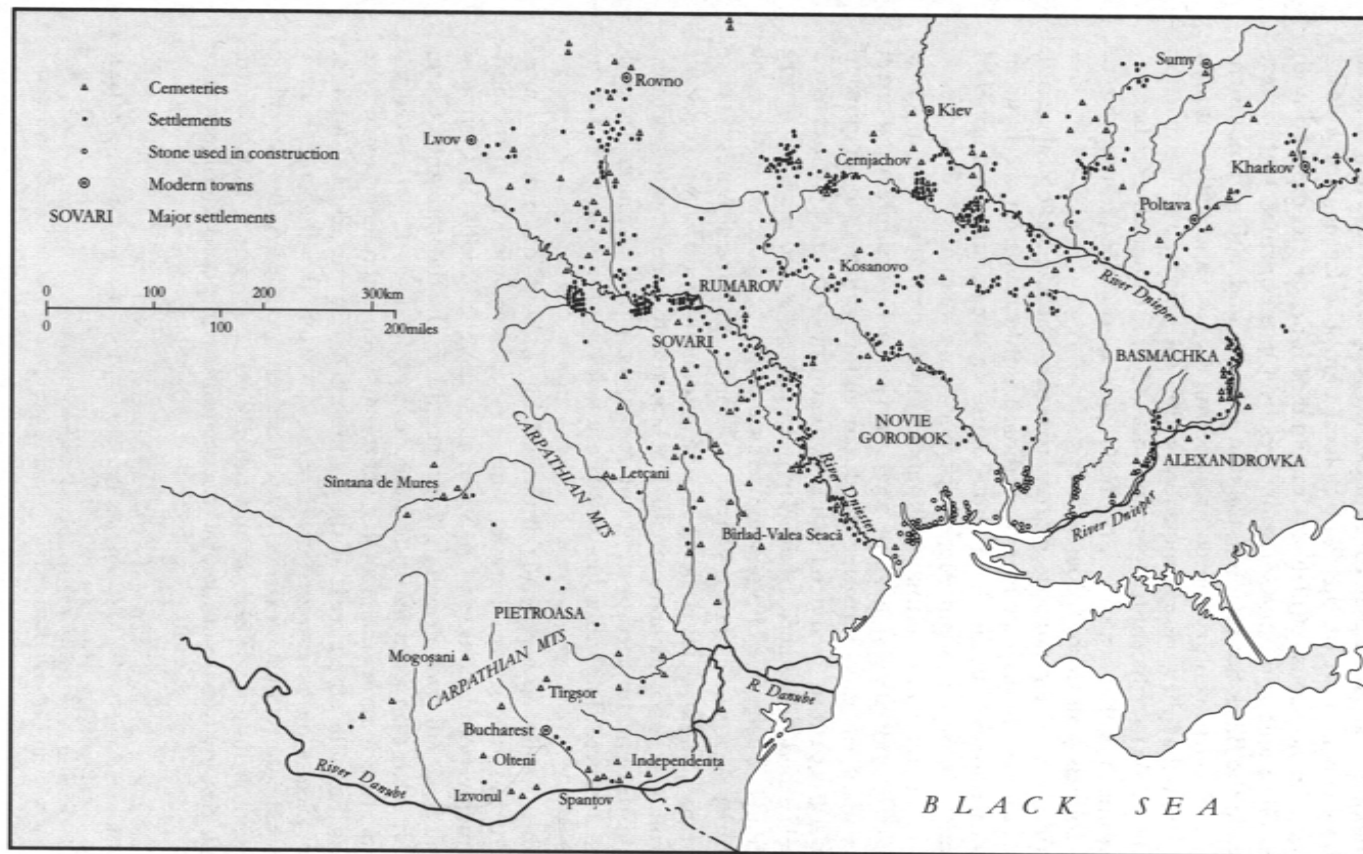 Cemeteries
Settlements
Stone used in construction
Modern towns
SOVARI Major settlements
0 100 200 300km
0 100 200miles
Rovno
Lvov
Kiev
Sumy
Černjachov
Kharkov
Poltava
Kosanovo
RUMAROV
River Dnieper
SOVARI
BASMACHKA
CARPATHIAN MTS
NOVIE
GORODOK
ALEXANDROVKA
Sîntana de Mureș
Lețcani
River Dniester
River Dnieper
Bîrlad-Valea Seacă
PIETROASA
Mogoșani
CARPATHIAN MTS
Tîrgșor
R. Danube
Bucharest
Olteni
Independența
River Danube
Izvorul
Spanțov
BLACK SEA